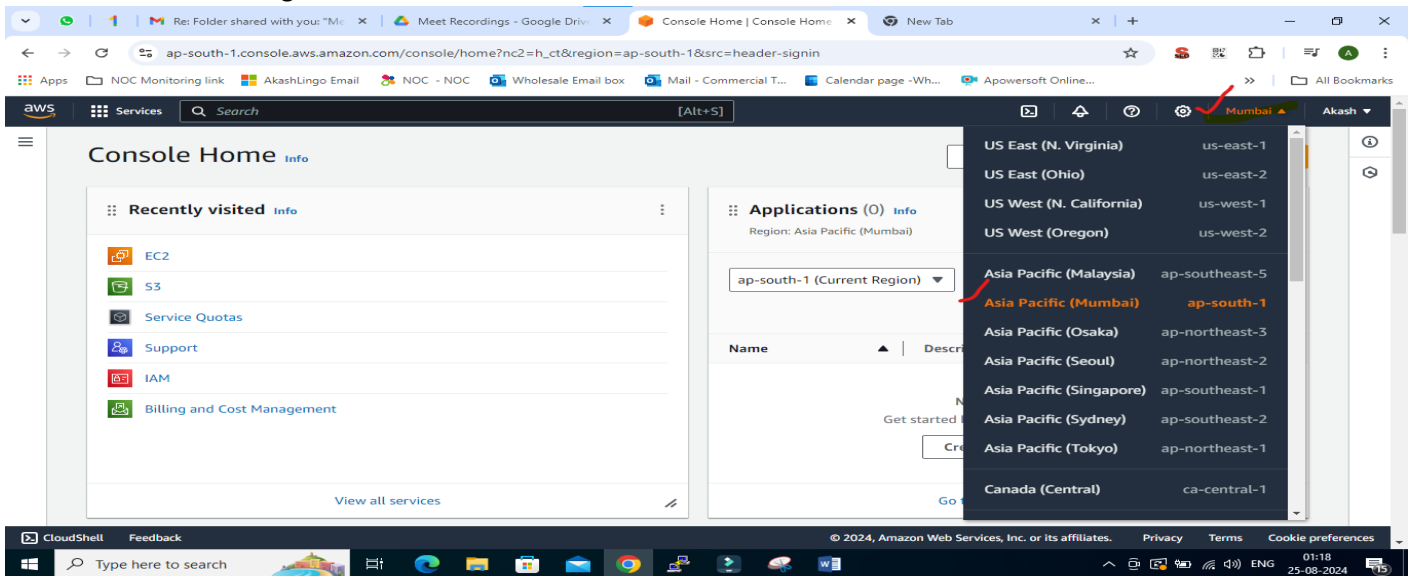 Re: Folder shared with you: "Me
Meet Recordings - Google Driv
Console Home | Console Home
New Tab
ap-south-1.console.aws.amazon.com/console/home?nc2=h_ct&region=ap-south-1&src=header-signin
A
Apps
NOC Monitoring link
AkashLingo Email
NOC - NOC
Wholesale Email box
Mail - Commercial T...
Calendar page -Wh...
Apowersoft Online...
»
All Bookmarks
aws
Services
Search
[Alt+S]
Mumbai
Akash
Console Home Info
Recently visited Info
EC2
S3
Service Quotas
Support
IAM
Billing and Cost Management
View all services
Applications (0) Info
Region: Asia Pacific (Mumbai)
ap-south-1 (Current Region)
Name
Descri
N
Get started
Cre
Go
US East (N. Virginia) us-east-1
US East (Ohio) us-east-2
US West (N. California) us-west-1
US West (Oregon) us-west-2
Asia Pacific (Malaysia) ap-southeast-5
Asia Pacific (Mumbai) ap-south-1
Asia Pacific (Osaka) ap-northeast-3
Asia Pacific (Seoul) ap-northeast-2
Asia Pacific (Singapore) ap-southeast-1
Asia Pacific (Sydney) ap-southeast-2
Asia Pacific (Tokyo) ap-northeast-1
Canada (Central) ca-central-1
CloudShell
Feedback
© 2024, Amazon Web Services, Inc. or its affiliates.
Privacy
Terms
Cookie preferences
Type here to search
ENG
01:18
25-08-2024
15